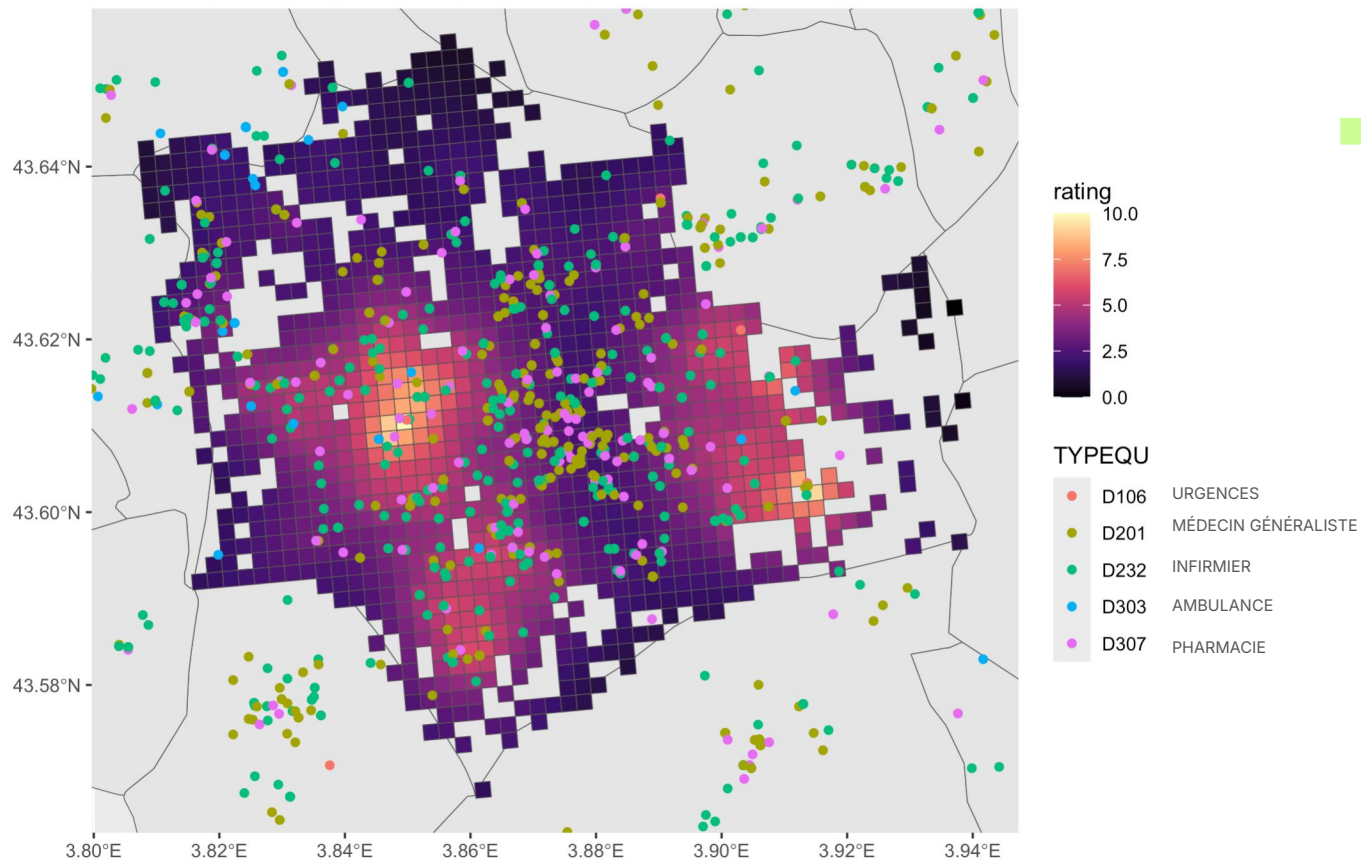 43.64°N
43.62°N
43.60°N
43.58°N
3.80°E 3.82°E 3.84°E 3.86°E 3.88°E 3.90°E 3.92°E 3.94°E
rating
10.0
7.5
5.0
2.5
0.0
TYPEQU
D106 URGENCES
D201 MÉDECIN GÉNÉRALISTE
D232 INFIRMIER
D303 AMBULANCE
D307 PHARMACIE